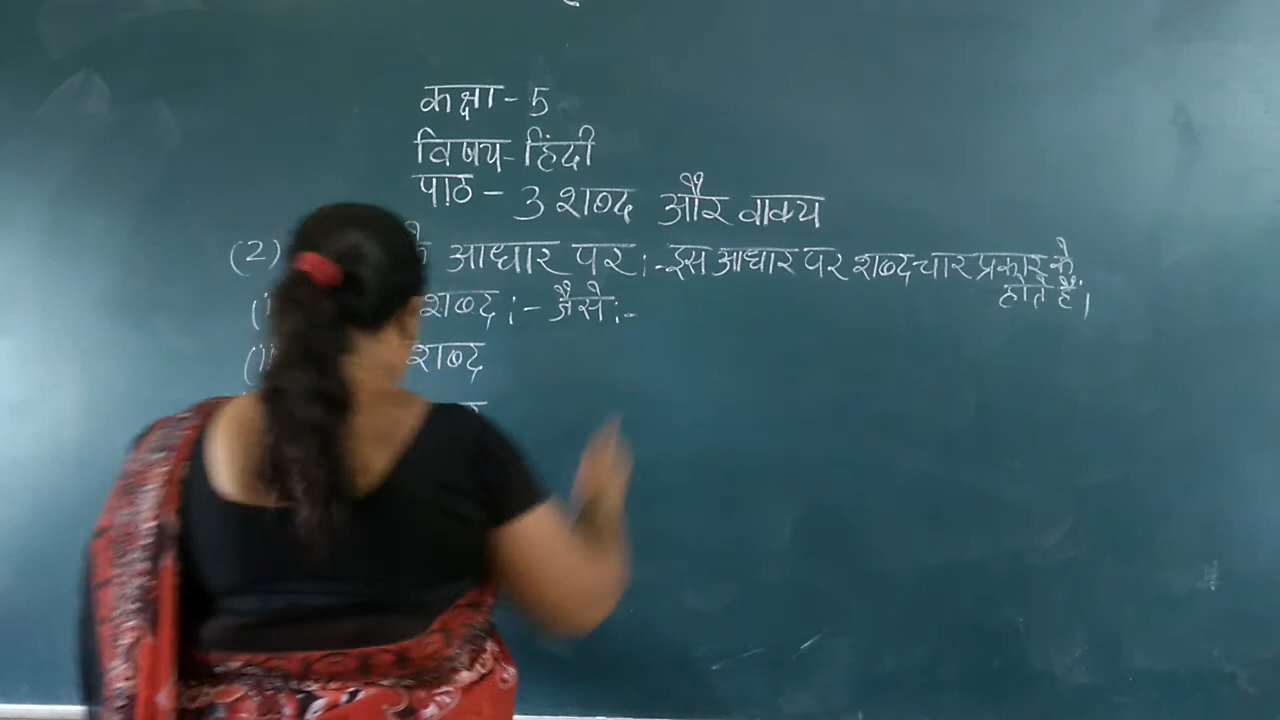 कक्षा - 5
विषय - हिंदी
पाठ - 3 शब्द और वाक्य
(2) के आधार पर :- इस आधार पर शब्द चार प्रकार के
होते हैं।
शब्द :- जैसे :-
शब्द